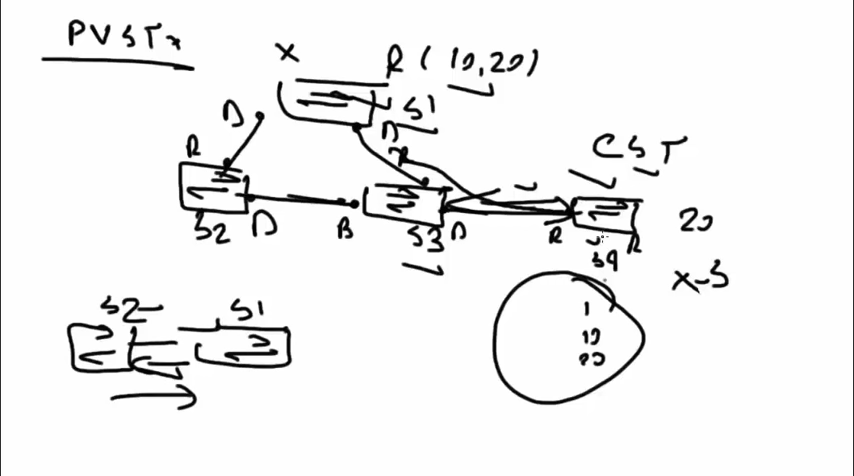 PVST+
X R (10,20)
S1
D D
R R
CST
S2 D B S3 D R R
S4
20
X-S
S2 S1
1
10
20